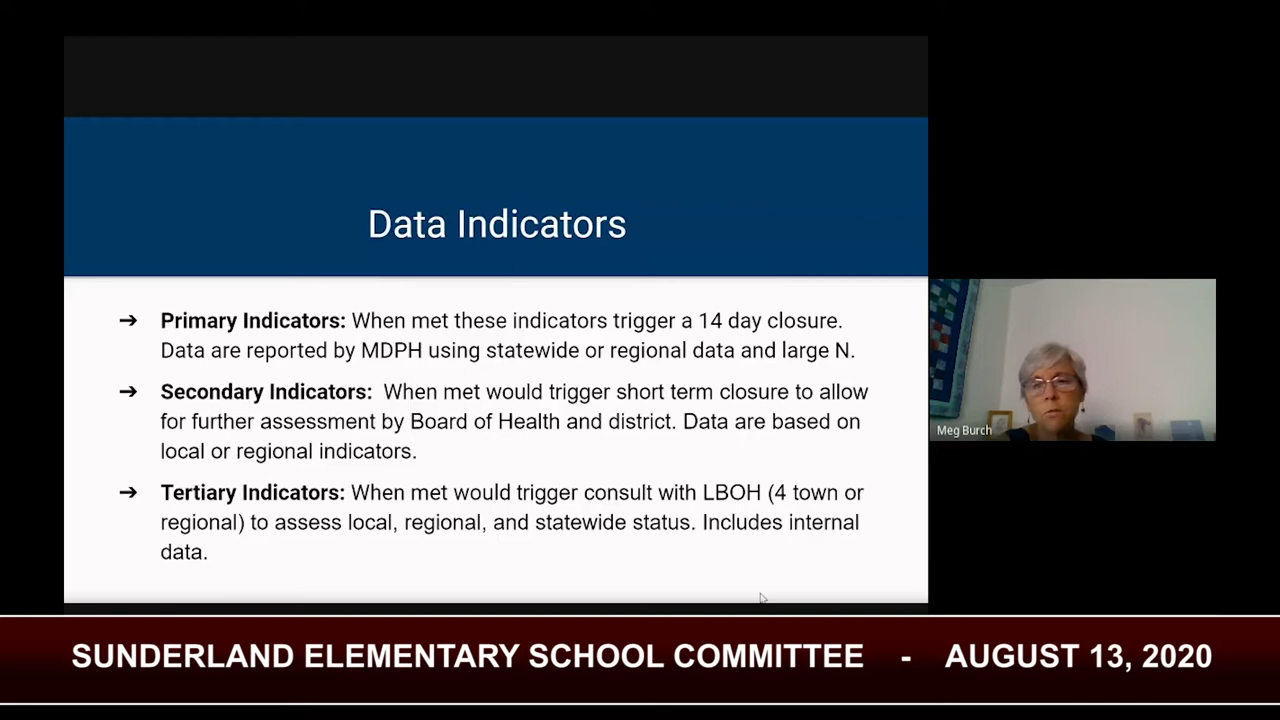 Data Indicators
➔ Primary Indicators: When met these indicators trigger a 14 day closure.
Data are reported by MDPH using statewide or regional data and large N.
➔ Secondary Indicators:  When met would trigger short term closure to allow
for further assessment by Board of Health and district. Data are based on
local or regional indicators.
➔ Tertiary Indicators: When met would trigger consult with LBOH (4 town or
regional) to assess local, regional, and statewide status. Includes internal
data.
Meg Burch
SUNDERLAND ELEMENTARY SCHOOL COMMITTEE - AUGUST 13, 2020